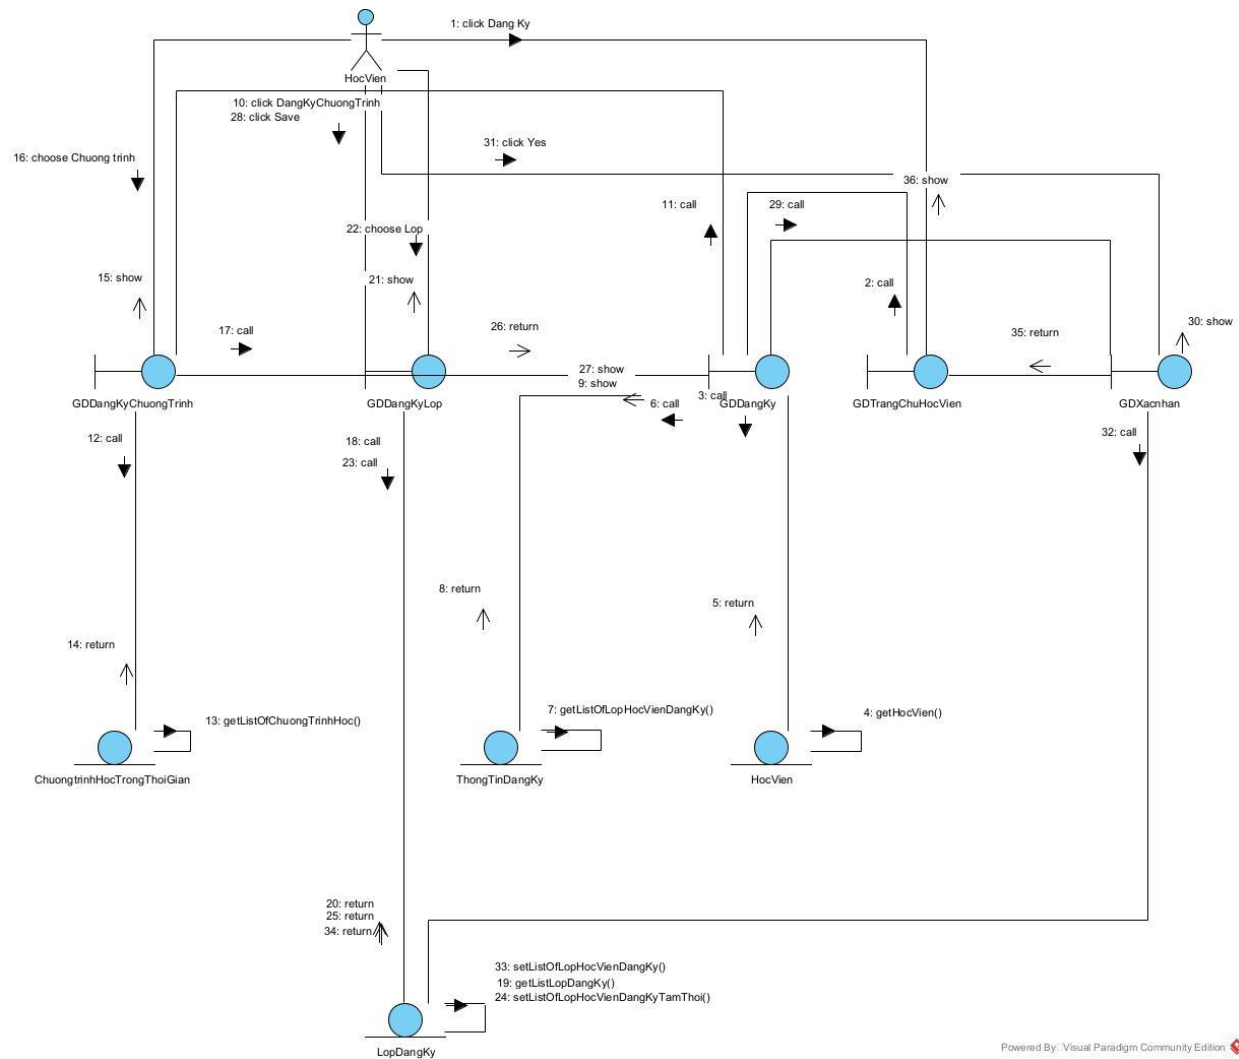 1: click Dang Ky
HocVien
10: click DangKyChuongTrinh
28: click Save
31: click Yes
16: choose Chuong trinh
36: show
11: call
29: call
22: choose Lop
15: show
21: show
2: call
17: call
26: return
35: return
30: show
27: show
9: show
GDDangKyChuongTrinh
GDDangKyLop
6: call
3: call
GDDangKy
GDTrangChuHocVien
GDXacnhan
12: call
18: call
23: call
32: call
8: return
5: return
14: return
13: getListOfChuongTrinhHoc()
7: getListOfLopHocVienDangKy()
4: getHocVien()
ChuongtrinhHocTrongThoiGian
ThongTinDangKy
HocVien
20: return
25: return
34: return
33: setListOfLopHocVienDangKy()
19: getListLopDangKy()
24: setListOfLopHocVienDangKyTamThoi()
LopDangKy
Powered By Visual Paradigm Community Edition